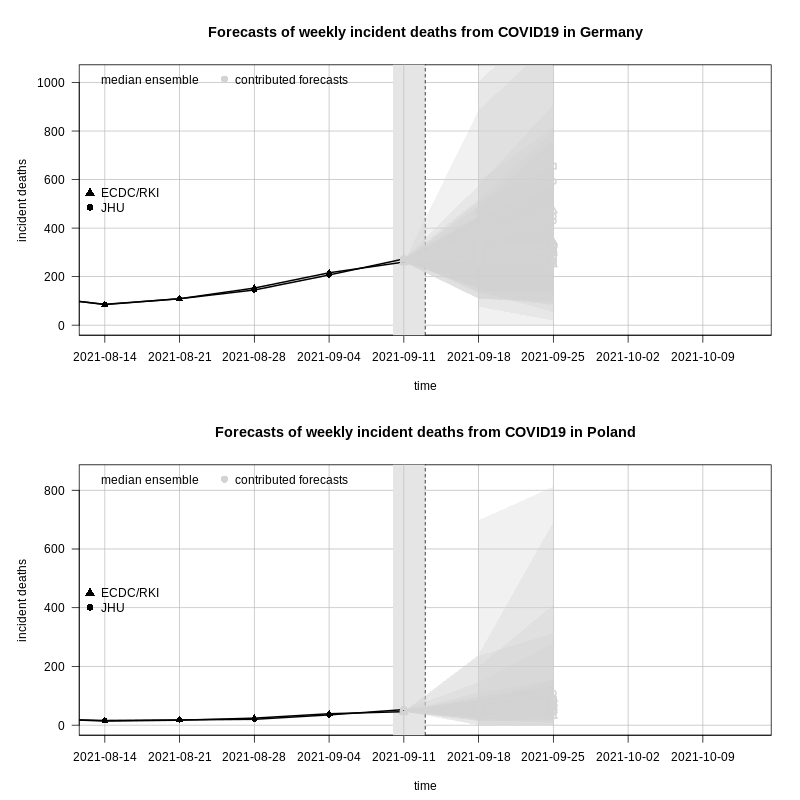 Forecasts of weekly incident deaths from COVID19 in Germany
median ensemble contributed forecasts
1000
800
600
400
200
0
incident deaths
ECDC/RKI
JHU
2021-08-14 2021-08-21 2021-08-28 2021-09-04 2021-09-11 2021-09-18 2021-09-25 2021-10-02 2021-10-09
time
Forecasts of weekly incident deaths from COVID19 in Poland
median ensemble contributed forecasts
800
600
400
200
0
incident deaths
ECDC/RKI
JHU
2021-08-14 2021-08-21 2021-08-28 2021-09-04 2021-09-11 2021-09-18 2021-09-25 2021-10-02 2021-10-09
time